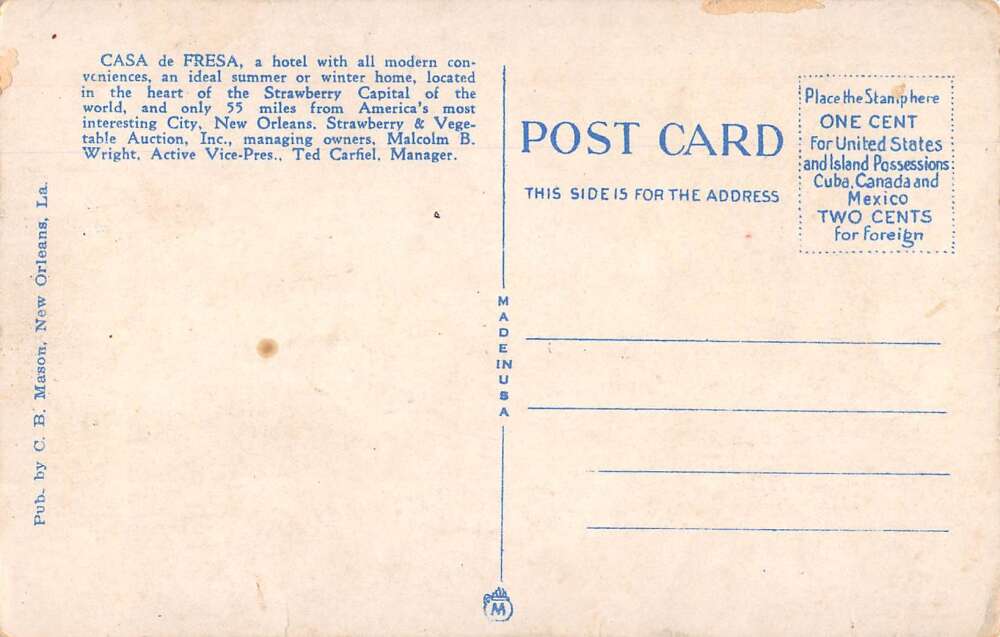 CASA de FRESA, a hotel with all modern con-
veniences, an ideal summer or winter home, located
in the heart of the Strawberry Capital of the
world, and only 55 miles from America's most
interesting City, New Orleans. Strawberry & Vege-
table Auction, Inc., managing owners, Malcolm B.
Wright, Active Vice-Pres., Ted Carfiel, Manager.
Pub. by C. B. Mason, New Orleans, La.
MADE IN USA
M
POST CARD
THIS SIDE IS FOR THE ADDRESS
Place the Stamp here
ONE CENT
For United States
and Island Possessions
Cuba, Canada and
Mexico
TWO CENTS
for foreign